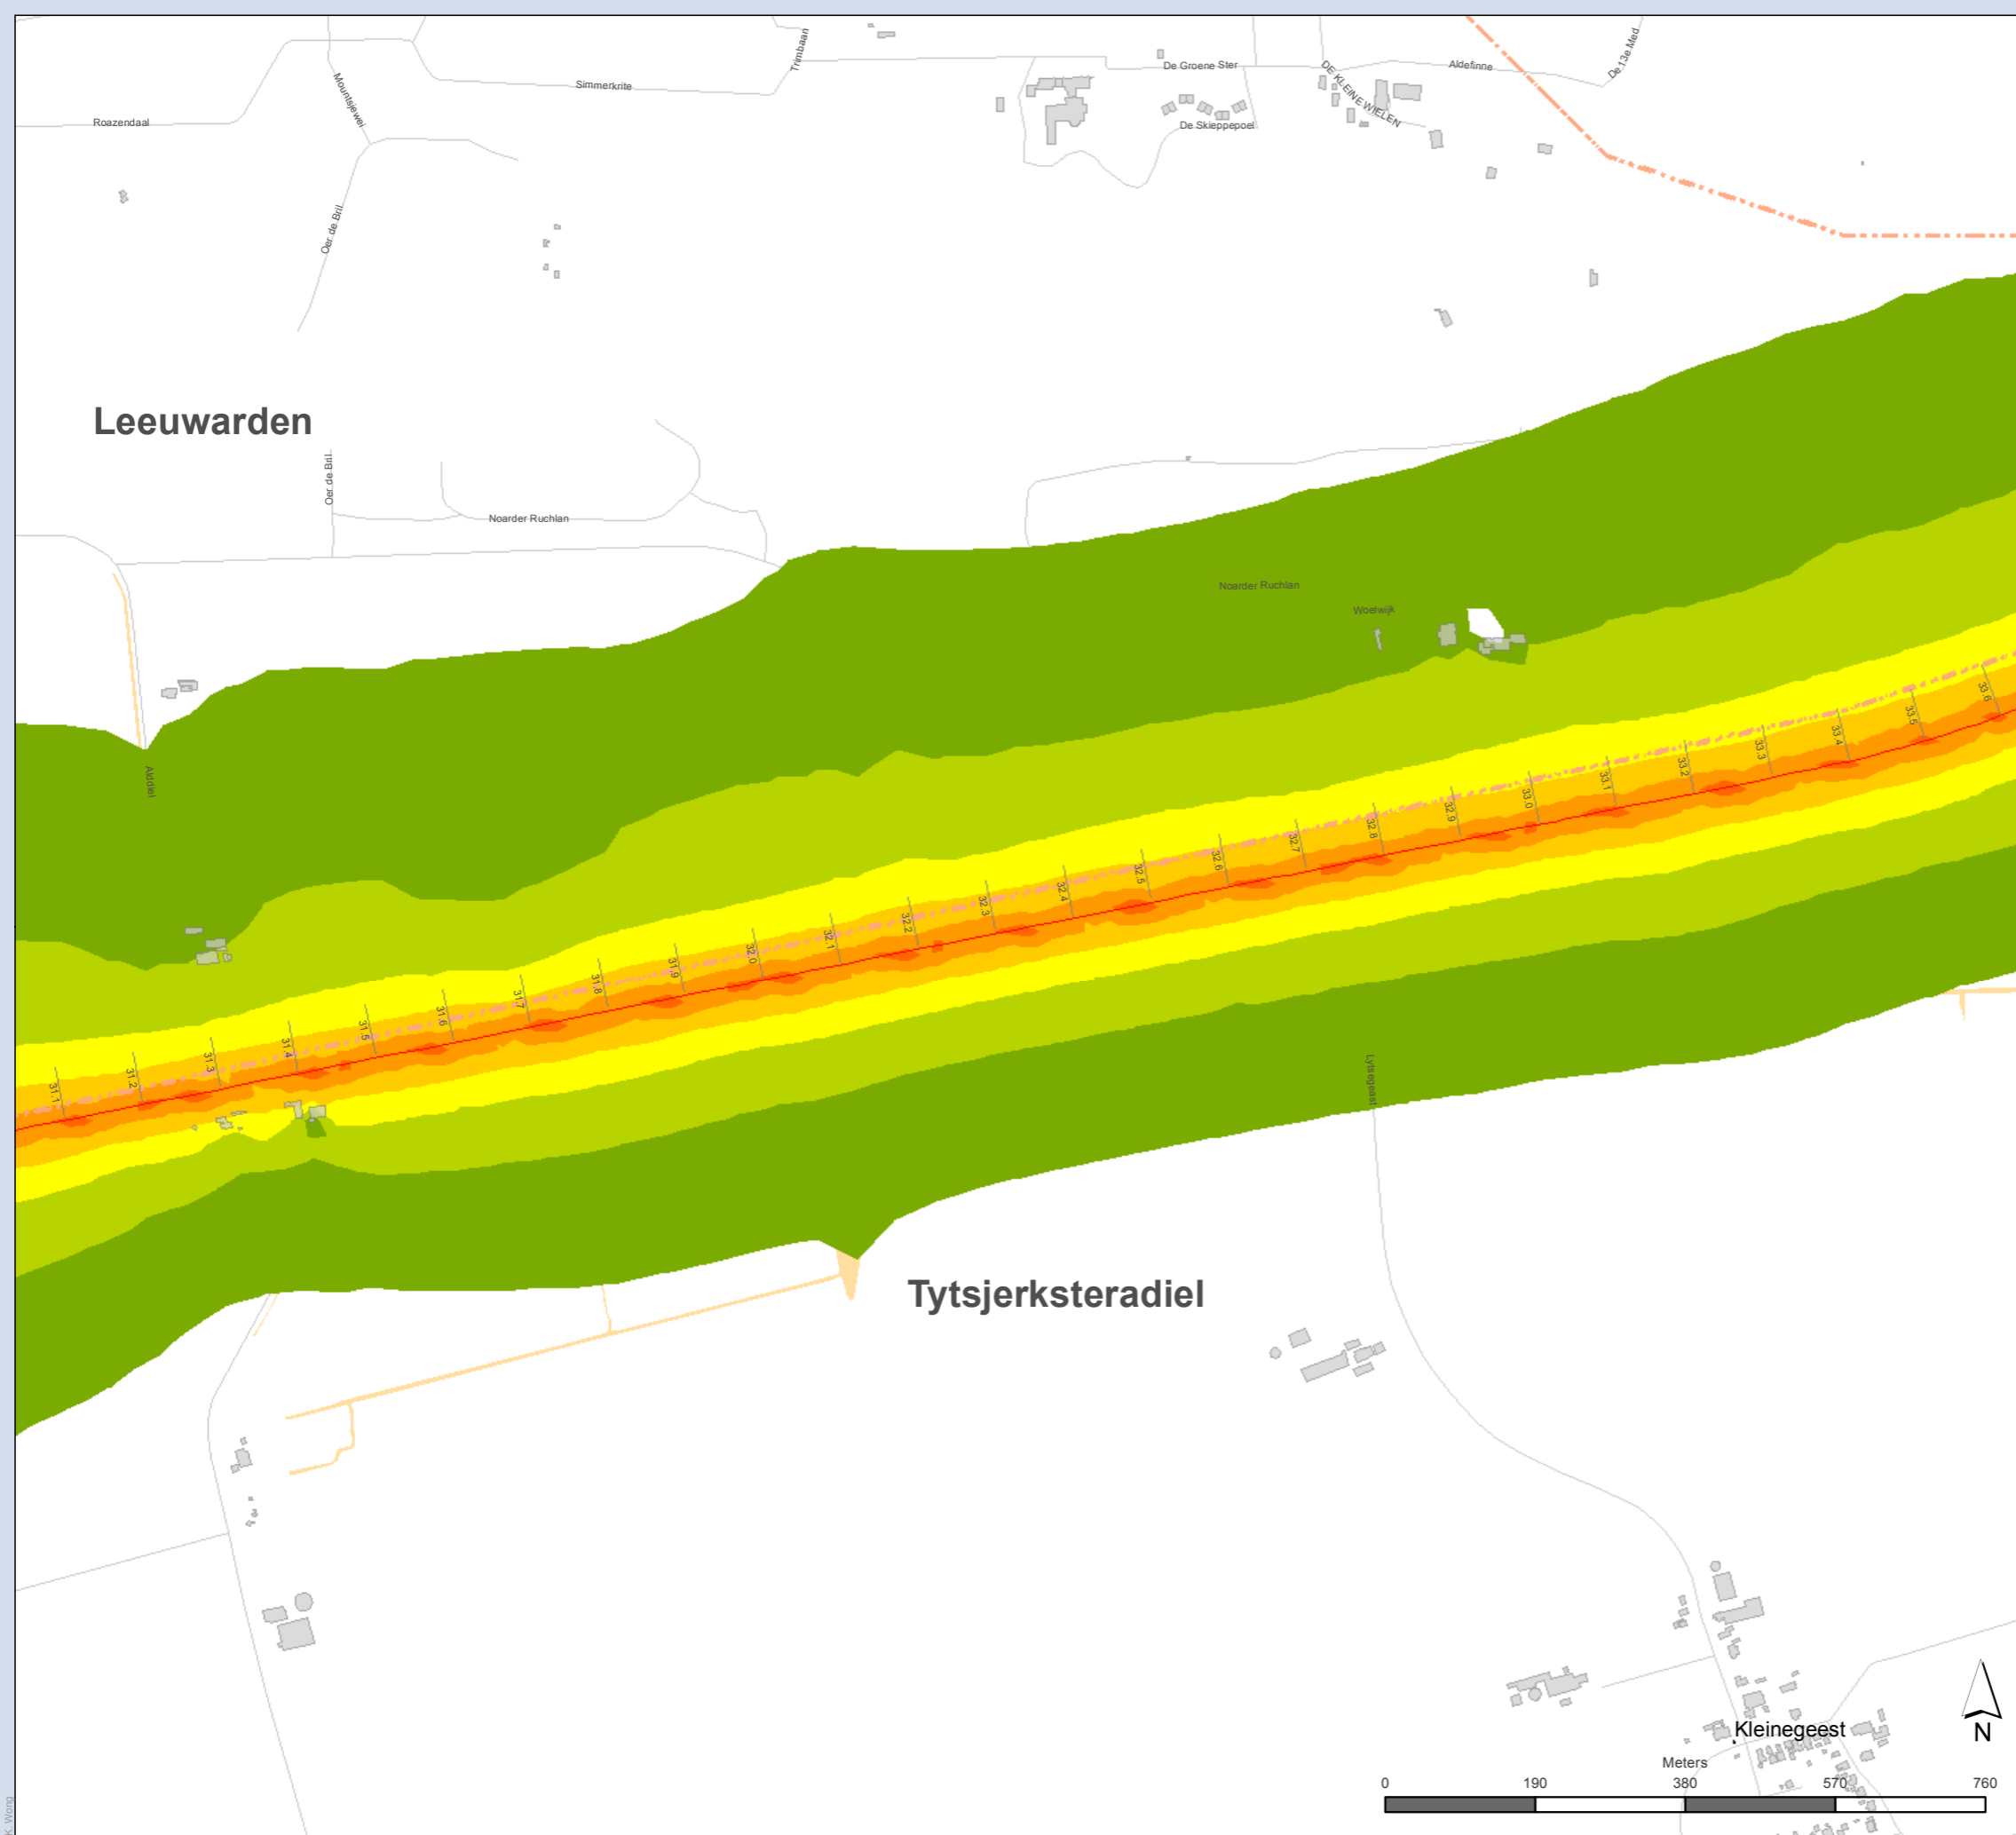 Trimbaan
De 13e Med
De Groene Ster
Aldefinne
Simmerkrite
Mountsjewei
DE KLEINE WIELEN
Roazendaal
De Skieppepoel
Oer de Bril
Leeuwarden
Oer de Bril
Noarder Ruchlan
Noarder Ruchlan
Woelwijk
Alddiel
33.6
33.5
33.4
33.3
33.2
33.1
33.0
32.9
32.8
32.7
32.6
32.5
32.4
32.3
32.2
32.1
32.0
31.9
31.8
31.7
31.6
31.5
31.4
31.3
31.2
31.1
Lytsegeast
Tytsjerksteradiel
Kleinegeest
N
Meters
0 190 380 570 760
K. Wong